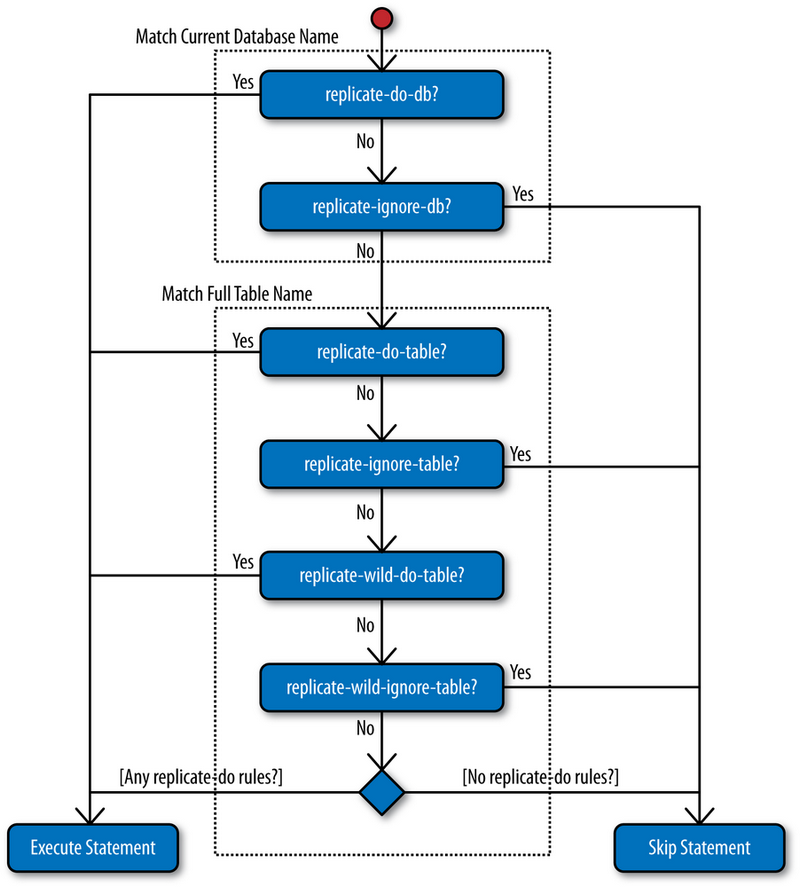 Match Current Database Name
Yes
replicate-do-db?
No
replicate-ignore-db?
Yes
No
Match Full Table Name
Yes
replicate-do-table?
No
replicate-ignore-table?
Yes
No
Yes
replicate-wild-do-table?
No
replicate-wild-ignore-table?
Yes
No
[Any replicate-do rules?]
[No replicate-do rules?]
Execute Statement
Skip Statement